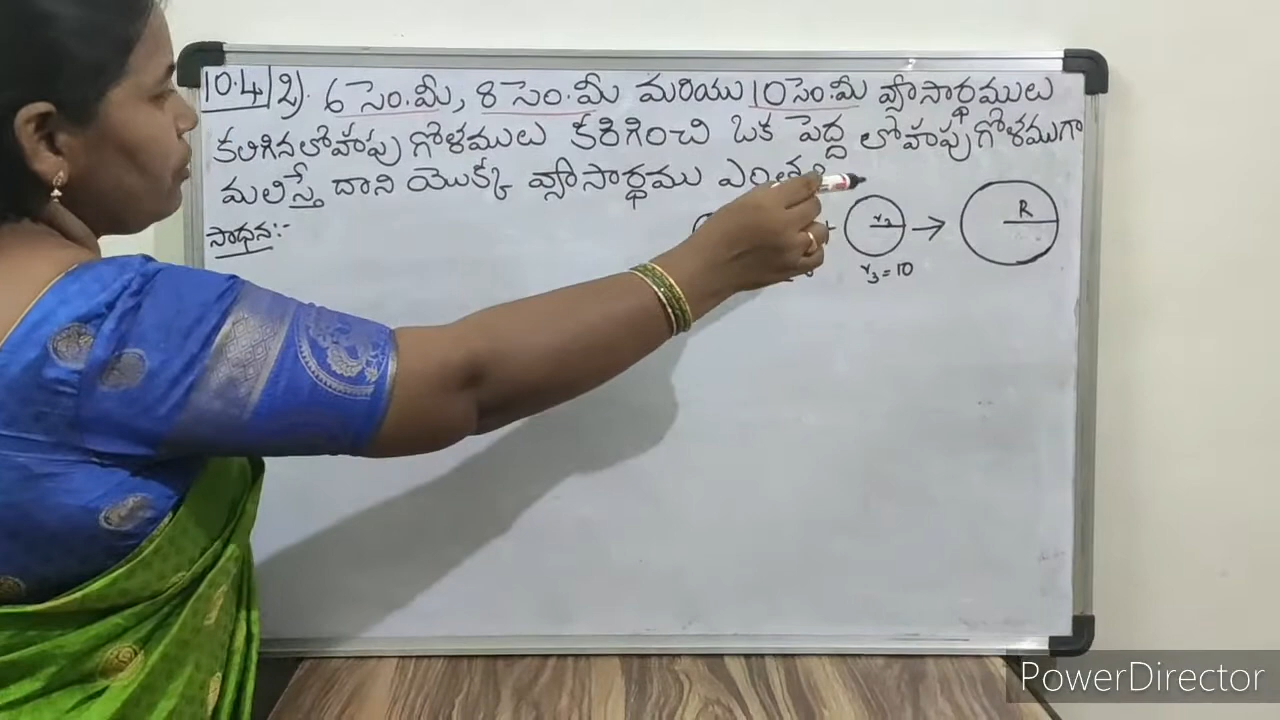 10.4/2). 6 సెం.మీ, 8 సెం.మీ మరియు 10 సెం.మీ వ్యాసార్థములు
కలిగిన లోహపు గోళములు కరిగించి ఒక పెద్ద లోహపు గోళముగా
మలిస్తే దాని యొక్క వ్యాసార్థము ఎంత
సాధన:-
R
r₃ = 10
PowerDirector